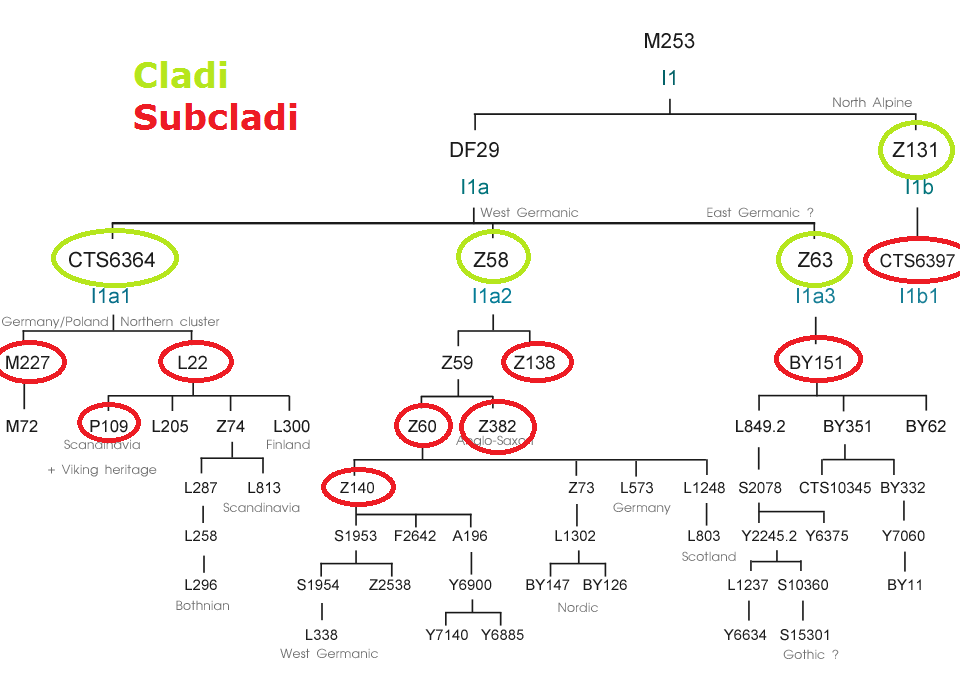 M253
Cladi
I1
Subcladi
North Alpine
DF29
Z131
I1a
I1b
West Germanic
East Germanic ?
CTS6364
Z58
Z63
CTS6397
I1a1
I1a2
I1a3
I1b1
Germany/Poland
Northern cluster
M227
L22
Z59
Z138
BY151
M72
P109
L205
Z74
L300
Z60
Z382
L849.2
BY351
BY62
Scandinavia
Finland
Anglo-Saxon
+ Viking heritage
L287
L813
Z140
Z73
L573
L1248
S2078
CTS10345
BY332
Scandinavia
Germany
L258
S1953
F2642
A196
L1302
L803
Y2245.2
Y6375
Y7060
Scotland
L296
S1954
Z2538
Y6900
BY147
BY126
L1237
S10360
BY11
Bothnian
Nordic
L338
Y7140
Y6885
Y6634
S15301
West Germanic
Gothic ?